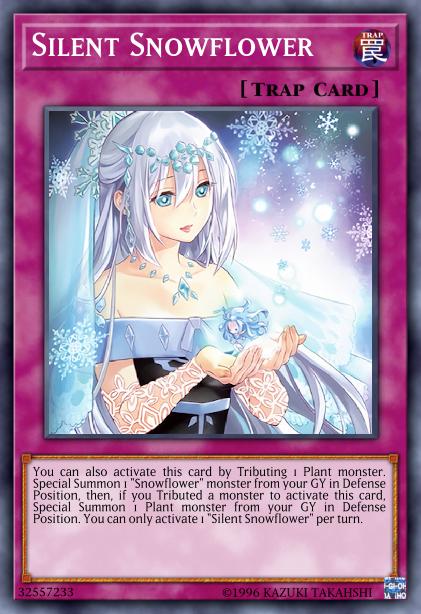 Silent Snowflower
TRAP
罠
[Trap Card]
You can also activate this card by Tributing 1 Plant monster.
Special Summon 1 "Snowflower" monster from your GY in Defense
Position, then, if you Tributed a monster to activate this card,
Special Summon 1 Plant monster from your GY in Defense
Position. You can only activate 1 "Silent Snowflower" per turn.
32557233
©1996 KAZUKI TAKAHSHI